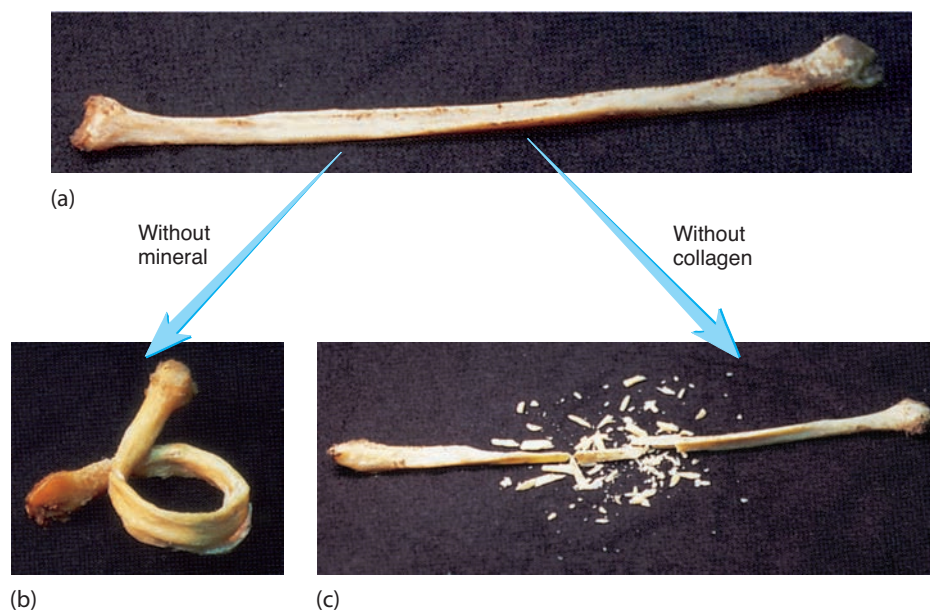 (a)
Without
mineral
Without
collagen
(b)
(c)